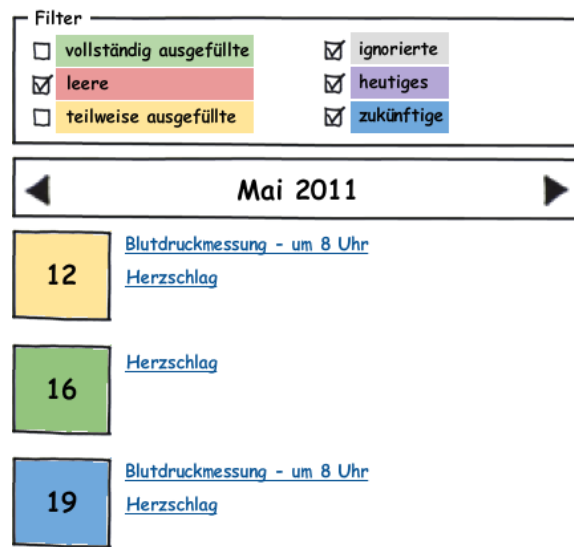 Filter
vollständig ausgefüllte
ignorierte
leere
heutiges
teilweise ausgefüllte
zukünftige
Mai 2011
12
Blutdruckmessung - um 8 Uhr
Herzschlag
16
Herzschlag
19
Blutdruckmessung - um 8 Uhr
Herzschlag